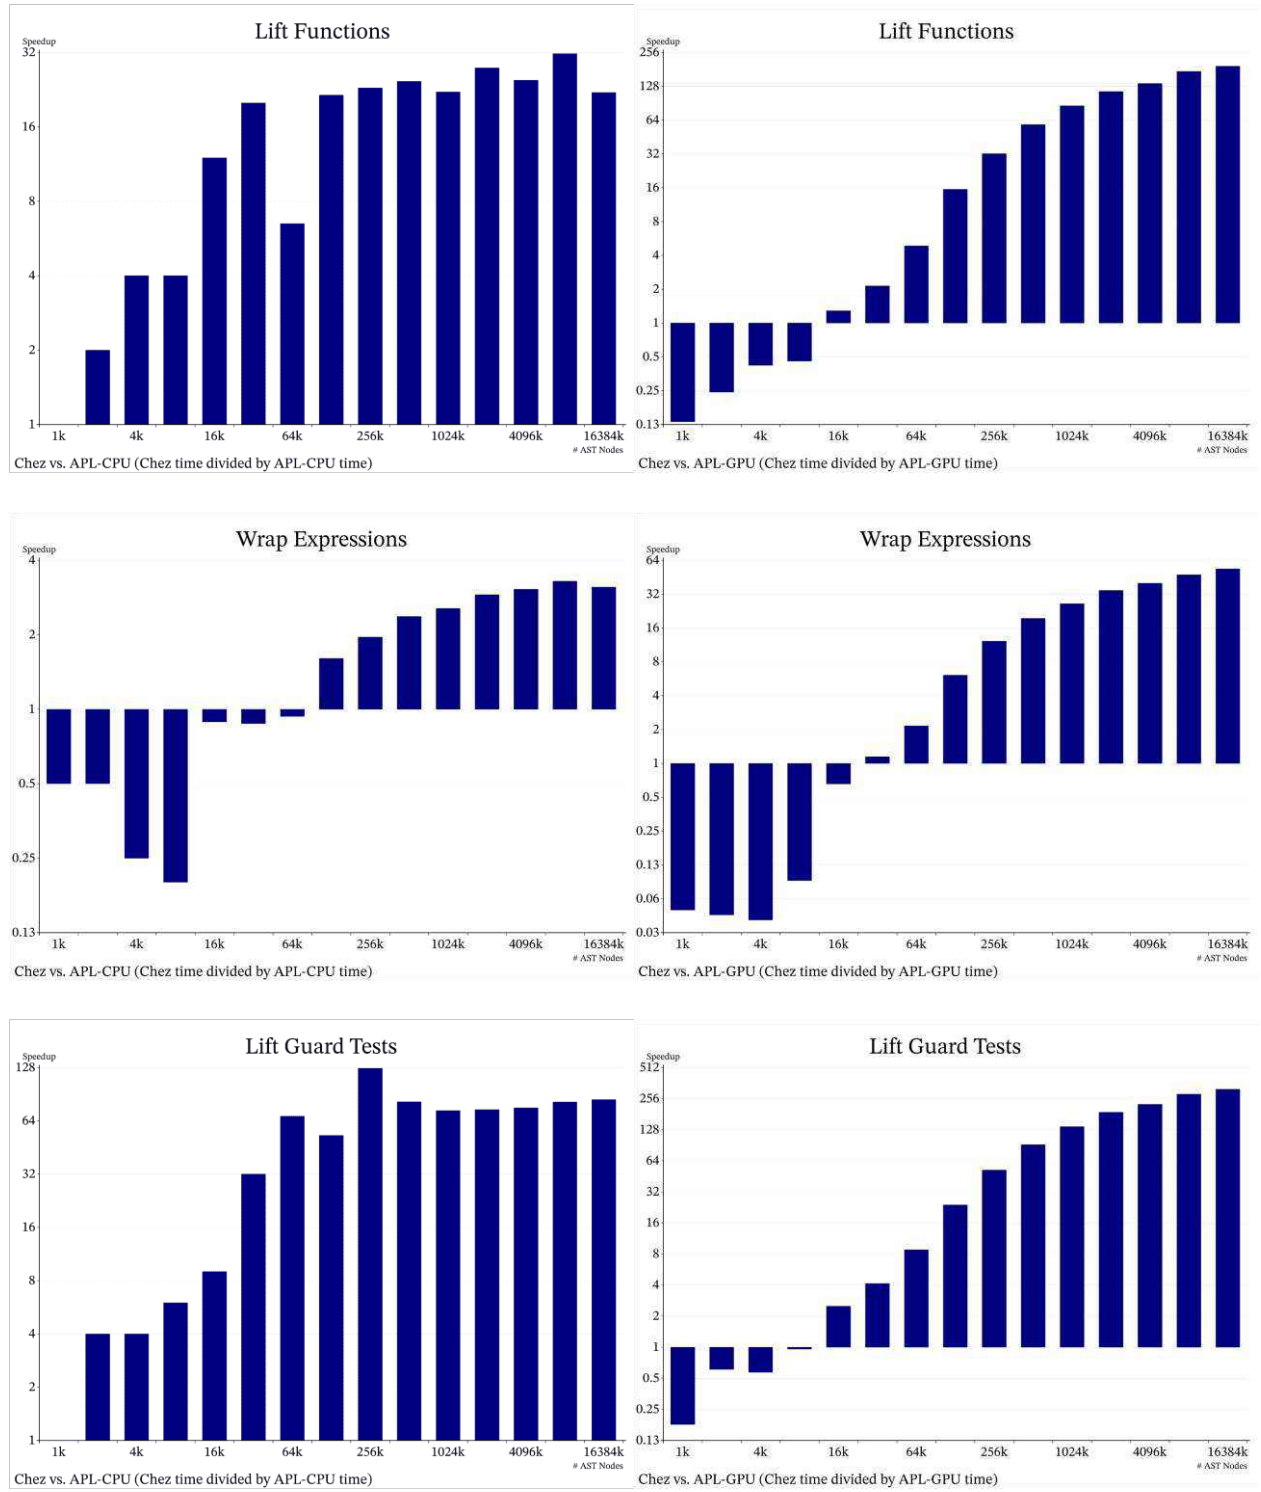 Lift Functions
Speedup
32
16
8
4
2
1
1k 4k 16k 64k 256k 1024k 4096k 16384k
# AST Nodes
Chez vs. APL-CPU (Chez time divided by APL-CPU time)
Lift Functions
Speedup
256
128
64
32
16
8
4
2
1
0.5
0.25
0.13
1k 4k 16k 64k 256k 1024k 4096k 16384k
# AST Nodes
Chez vs. APL-GPU (Chez time divided by APL-GPU time)
Wrap Expressions
Speedup
4
2
1
0.5
0.25
0.13
1k 4k 16k 64k 256k 1024k 4096k 16384k
# AST Nodes
Chez vs. APL-CPU (Chez time divided by APL-CPU time)
Wrap Expressions
Speedup
64
32
16
8
4
2
1
0.5
0.25
0.13
0.06
0.03
1k 4k 16k 64k 256k 1024k 4096k 16384k
# AST Nodes
Chez vs. APL-GPU (Chez time divided by APL-GPU time)
Lift Guard Tests
Speedup
128
64
32
16
8
4
2
1
1k 4k 16k 64k 256k 1024k 4096k 16384k
# AST Nodes
Chez vs. APL-CPU (Chez time divided by APL-CPU time)
Lift Guard Tests
Speedup
512
256
128
64
32
16
8
4
2
1
0.5
0.25
0.13
1k 4k 16k 64k 256k 1024k 4096k 16384k
# AST Nodes
Chez vs. APL-GPU (Chez time divided by APL-GPU time)